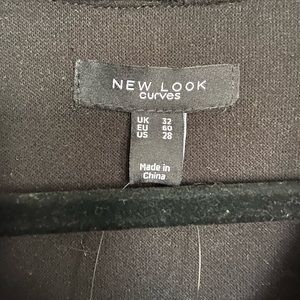 NEW LOOK
curves
UK 32
EU 60
US 28
Made in
China